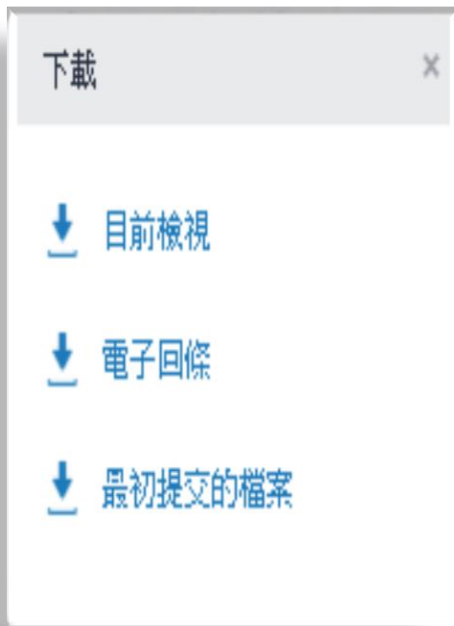 下載
×
目前檢視
電子回條
最初提交的檔案